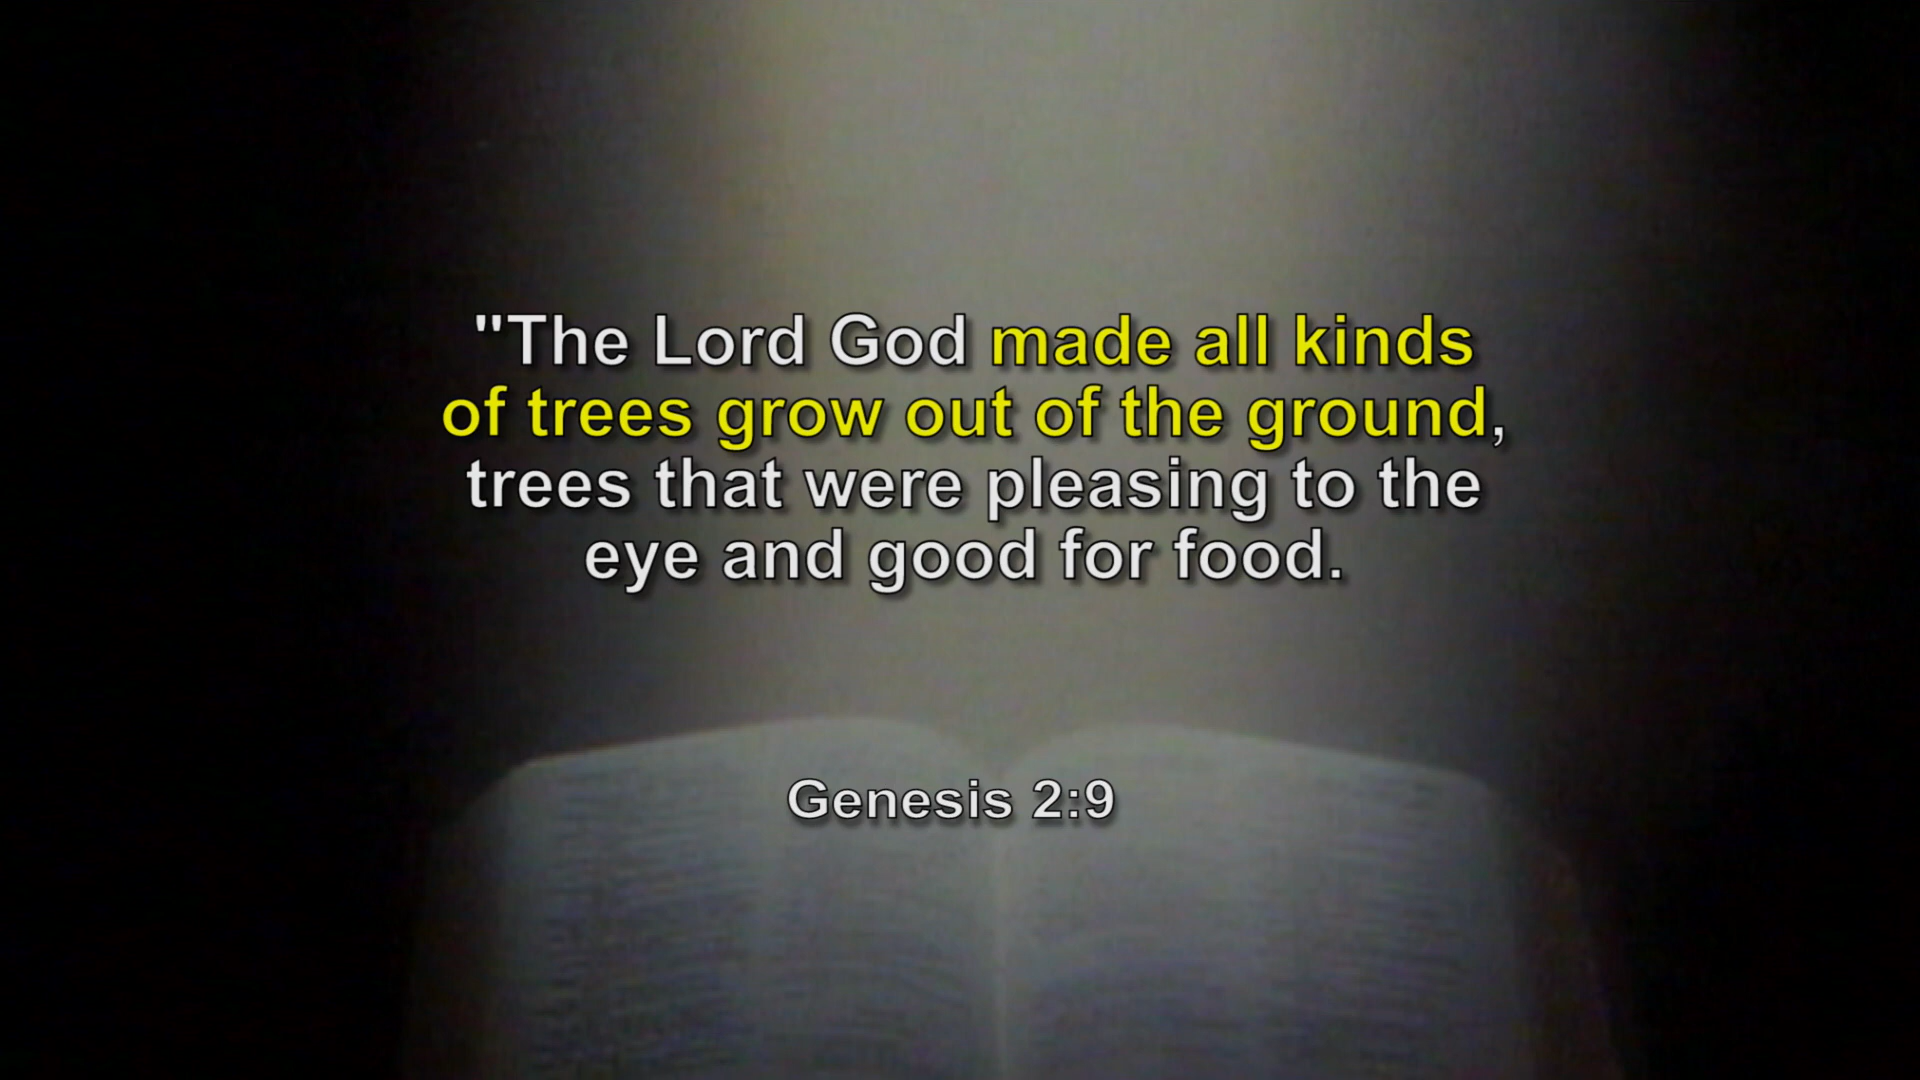 "The Lord God made all kinds
of trees grow out of the ground,
trees that were pleasing to the
eye and good for food.
Genesis 2:9